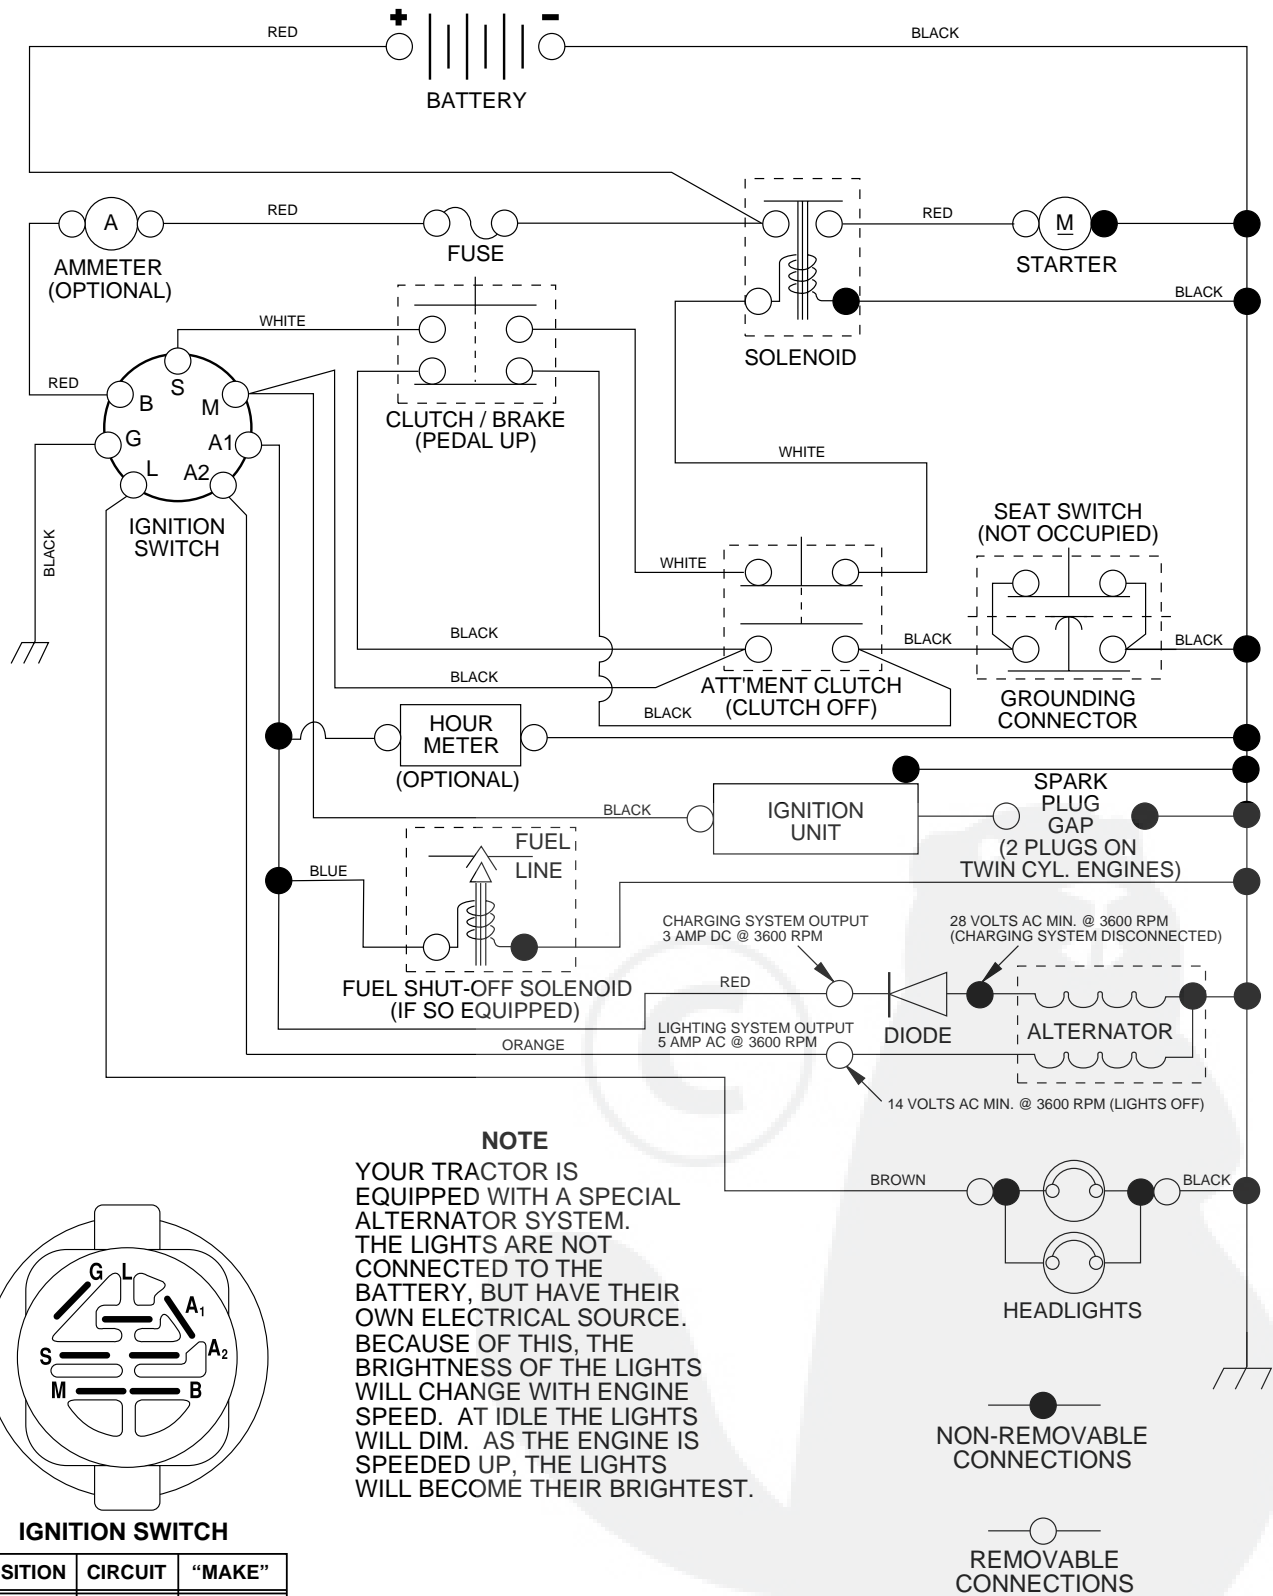 + −
RED
BLACK
BATTERY
A
RED
FUSE
RED
M
STARTER
AMMETER
(OPTIONAL)
BLACK
WHITE
SOLENOID
RED
S
B
M
G
A1
L
A2
CLUTCH / BRAKE
(PEDAL UP)
WHITE
IGNITION
SWITCH
BLACK
SEAT SWITCH
(NOT OCCUPIED)
WHITE
BLACK
BLACK
BLACK
BLACK
ATT'MENT CLUTCH
(CLUTCH OFF)
GROUNDING
CONNECTOR
BLACK
HOUR
METER
(OPTIONAL)
BLACK
IGNITION
UNIT
SPARK
PLUG
GAP
(2 PLUGS ON
TWIN CYL. ENGINES)
FUEL
LINE
BLUE
FUEL SHUT-OFF SOLENOID
(IF SO EQUIPPED)
CHARGING SYSTEM OUTPUT
3 AMP DC @ 3600 RPM
28 VOLTS AC MIN. @ 3600 RPM
(CHARGING SYSTEM DISCONNECTED)
RED
DIODE
ALTERNATOR
LIGHTING SYSTEM OUTPUT
5 AMP AC @ 3600 RPM
ORANGE
14 VOLTS AC MIN. @ 3600 RPM (LIGHTS OFF)
NOTE
YOUR TRACTOR IS
EQUIPPED WITH A SPECIAL
ALTERNATOR SYSTEM.
THE LIGHTS ARE NOT
CONNECTED TO THE
BATTERY, BUT HAVE THEIR
OWN ELECTRICAL SOURCE.
BECAUSE OF THIS, THE
BRIGHTNESS OF THE LIGHTS
WILL CHANGE WITH ENGINE
SPEED. AT IDLE THE LIGHTS
WILL DIM. AS THE ENGINE IS
SPEEDED UP, THE LIGHTS
WILL BECOME THEIR BRIGHTEST.
BROWN
BLACK
HEADLIGHTS
G L
A1
S
A2
M
B
IGNITION SWITCH
SITION CIRCUIT “MAKE”
NON-REMOVABLE
CONNECTIONS
REMOVABLE
CONNECTIONS
©